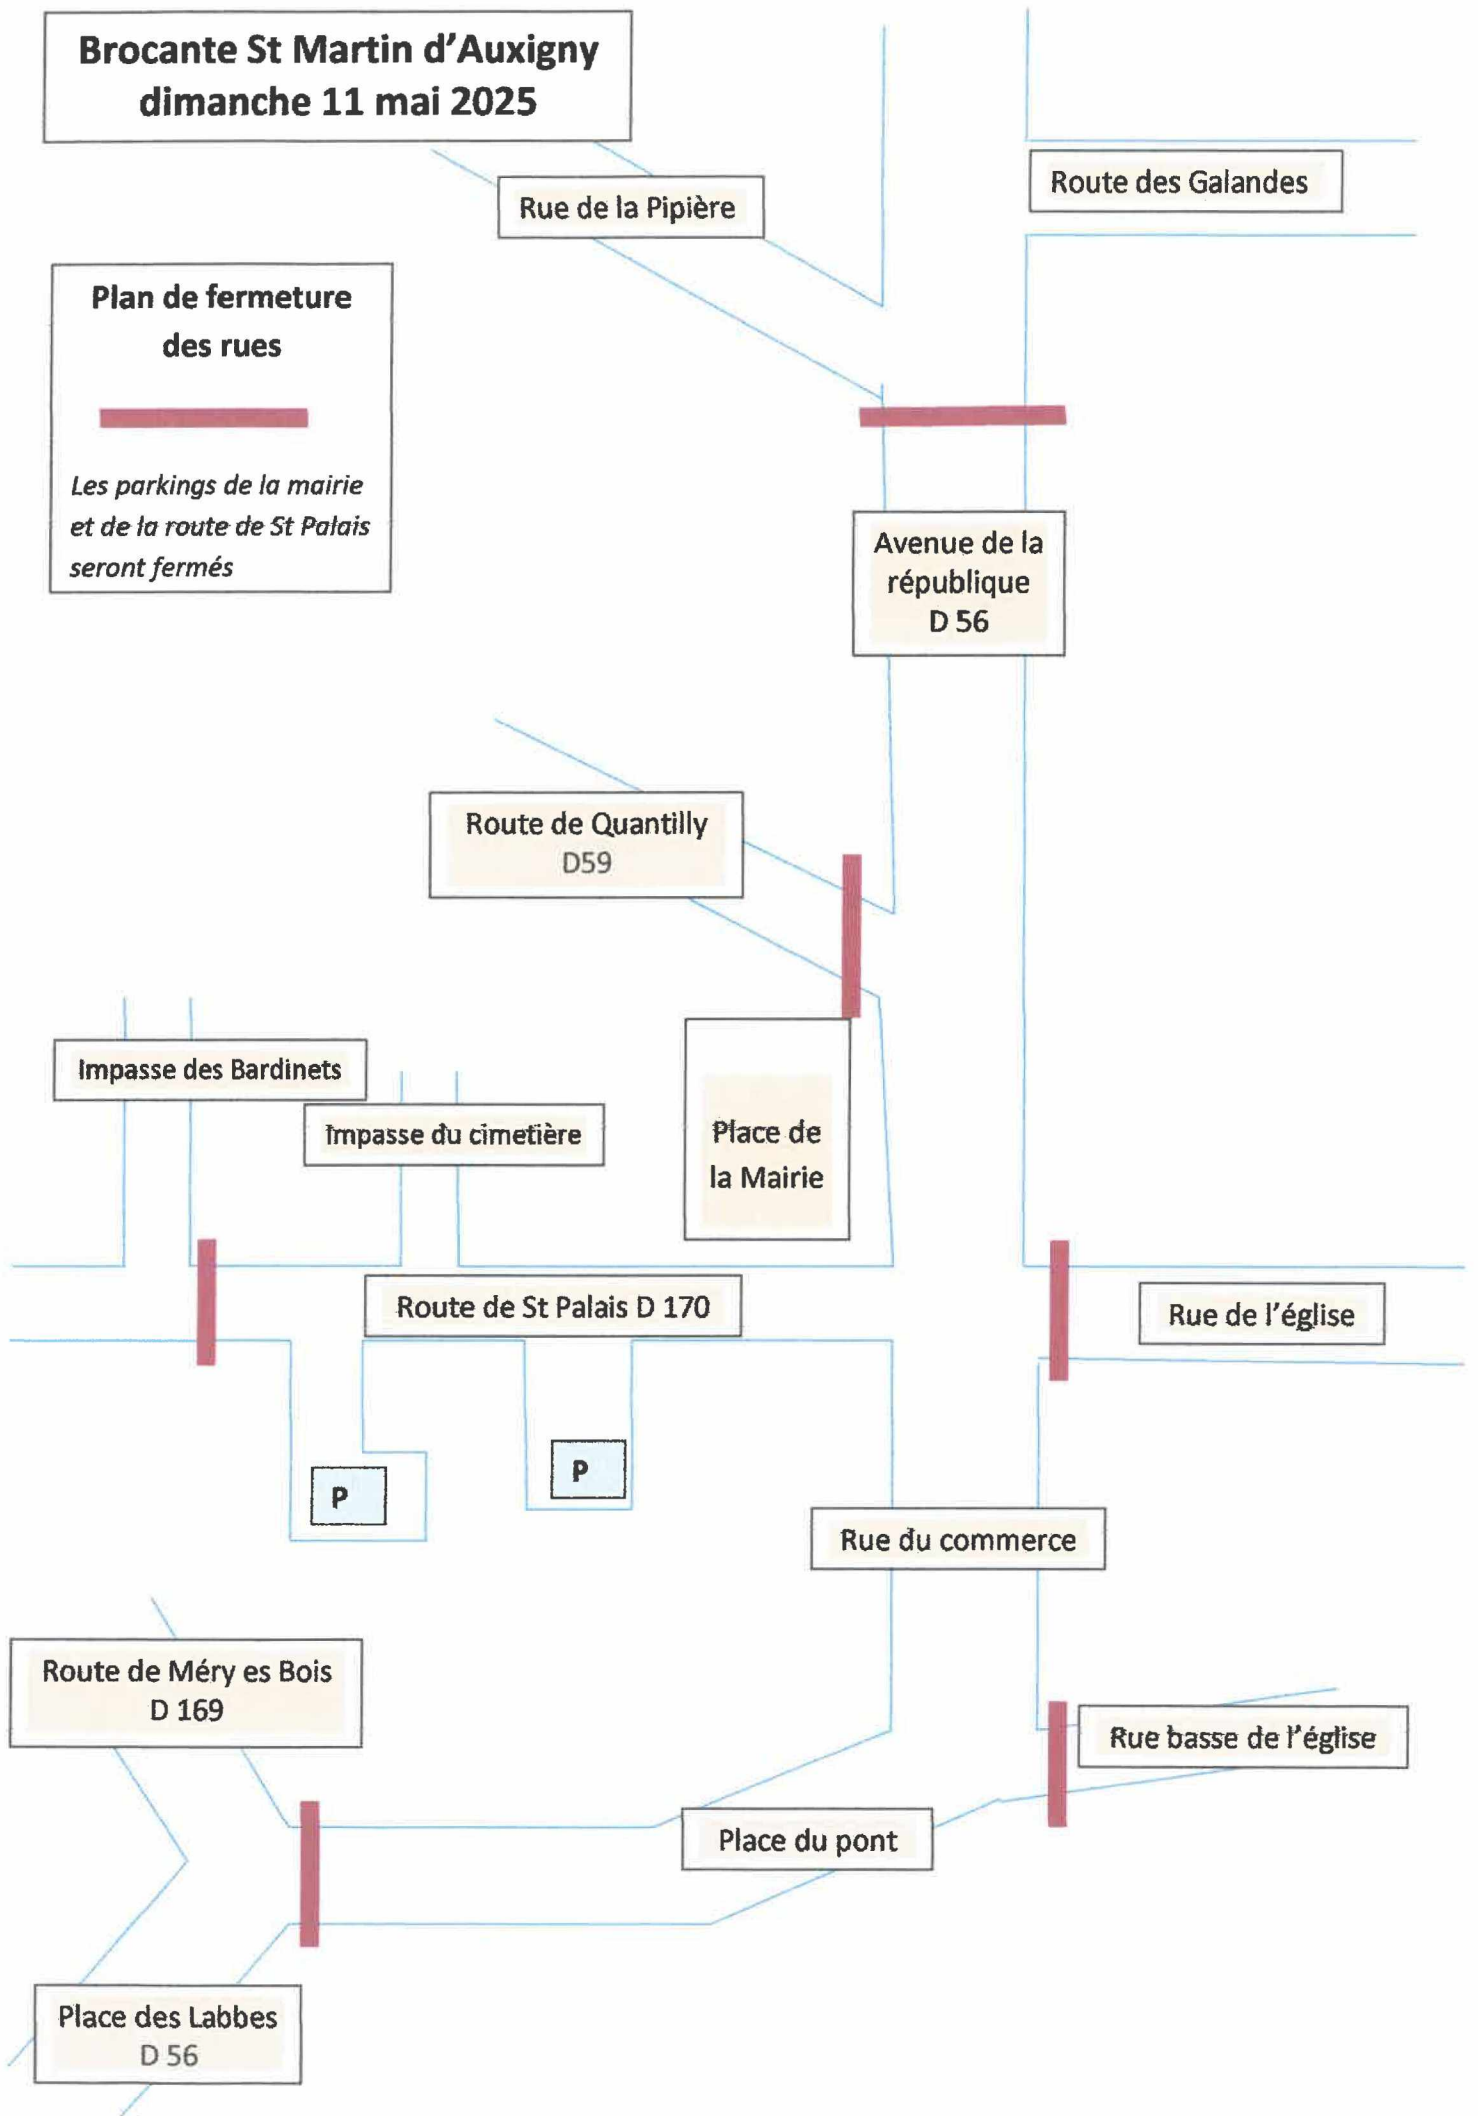 Brocante St Martin d'Auxigny
dimanche 11 mai 2025
Rue de la Pipière
Route des Galandes
Plan de fermeture
des rues
Les parkings de la mairie
et de la route de St Palais
seront fermés
Avenue de la
république
D 56
Route de Quantilly
D59
Impasse des Bardinets
Impasse du cimetière
Place de
la Mairie
Route de St Palais D 170
Rue de l'église
P
P
Rue du commerce
Route de Méry es Bois
D 169
Rue basse de l'église
Place du pont
Place des Labbes
D 56